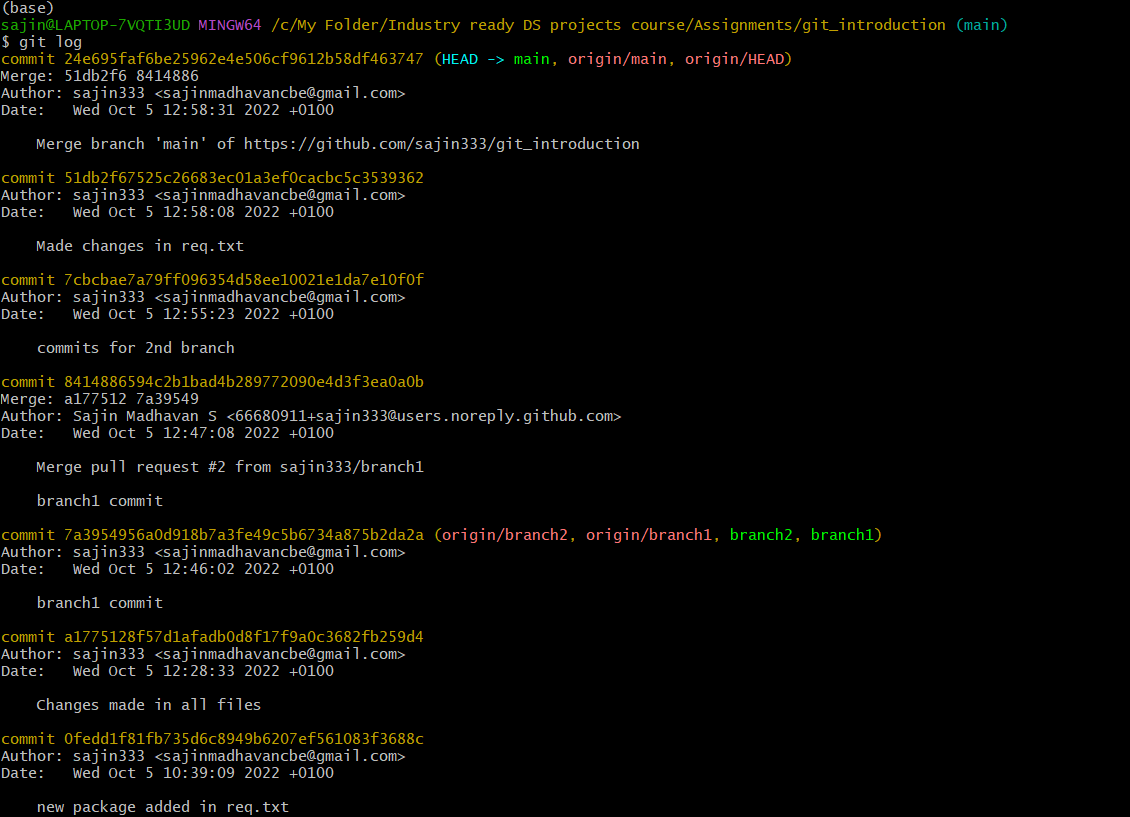 (base)
sajin@LAPTOP-7VQTI3UD MINGW64 /c/My Folder/Industry ready DS projects course/Assignments/git_introduction (main)
$ git log
commit 24e695faf6be25962e4e506cf9612b58df463747 (HEAD -> main, origin/main, origin/HEAD)
Merge: 51db2f6 8414886
Author: sajin333 <sajinmadhavancbe@gmail.com>
Date:   Wed Oct 5 12:58:31 2022 +0100

    Merge branch 'main' of https://github.com/sajin333/git_introduction

commit 51db2f67525c26683ec01a3ef0cacbc5c3539362
Author: sajin333 <sajinmadhavancbe@gmail.com>
Date:   Wed Oct 5 12:58:08 2022 +0100

    Made changes in req.txt

commit 7cbcbae7a79ff096354d58ee10021e1da7e10f0f
Author: sajin333 <sajinmadhavancbe@gmail.com>
Date:   Wed Oct 5 12:55:23 2022 +0100

    commits for 2nd branch

commit 8414886594c2b1bad4b289772090e4d3f3ea0a0b
Merge: a177512 7a39549
Author: Sajin Madhavan S <66680911+sajin333@users.noreply.github.com>
Date:   Wed Oct 5 12:47:08 2022 +0100

    Merge pull request #2 from sajin333/branch1

    branch1 commit

commit 7a3954956a0d918b7a3fe49c5b6734a875b2da2a (origin/branch2, origin/branch1, branch2, branch1)
Author: sajin333 <sajinmadhavancbe@gmail.com>
Date:   Wed Oct 5 12:46:02 2022 +0100

    branch1 commit

commit a1775128f57d1afadb0d8f17f9a0c3682fb259d4
Author: sajin333 <sajinmadhavancbe@gmail.com>
Date:   Wed Oct 5 12:28:33 2022 +0100

    Changes made in all files

commit 0fedd1f81fb735d6c8949b6207ef561083f3688c
Author: sajin333 <sajinmadhavancbe@gmail.com>
Date:   Wed Oct 5 10:39:09 2022 +0100

    new package added in req.txt